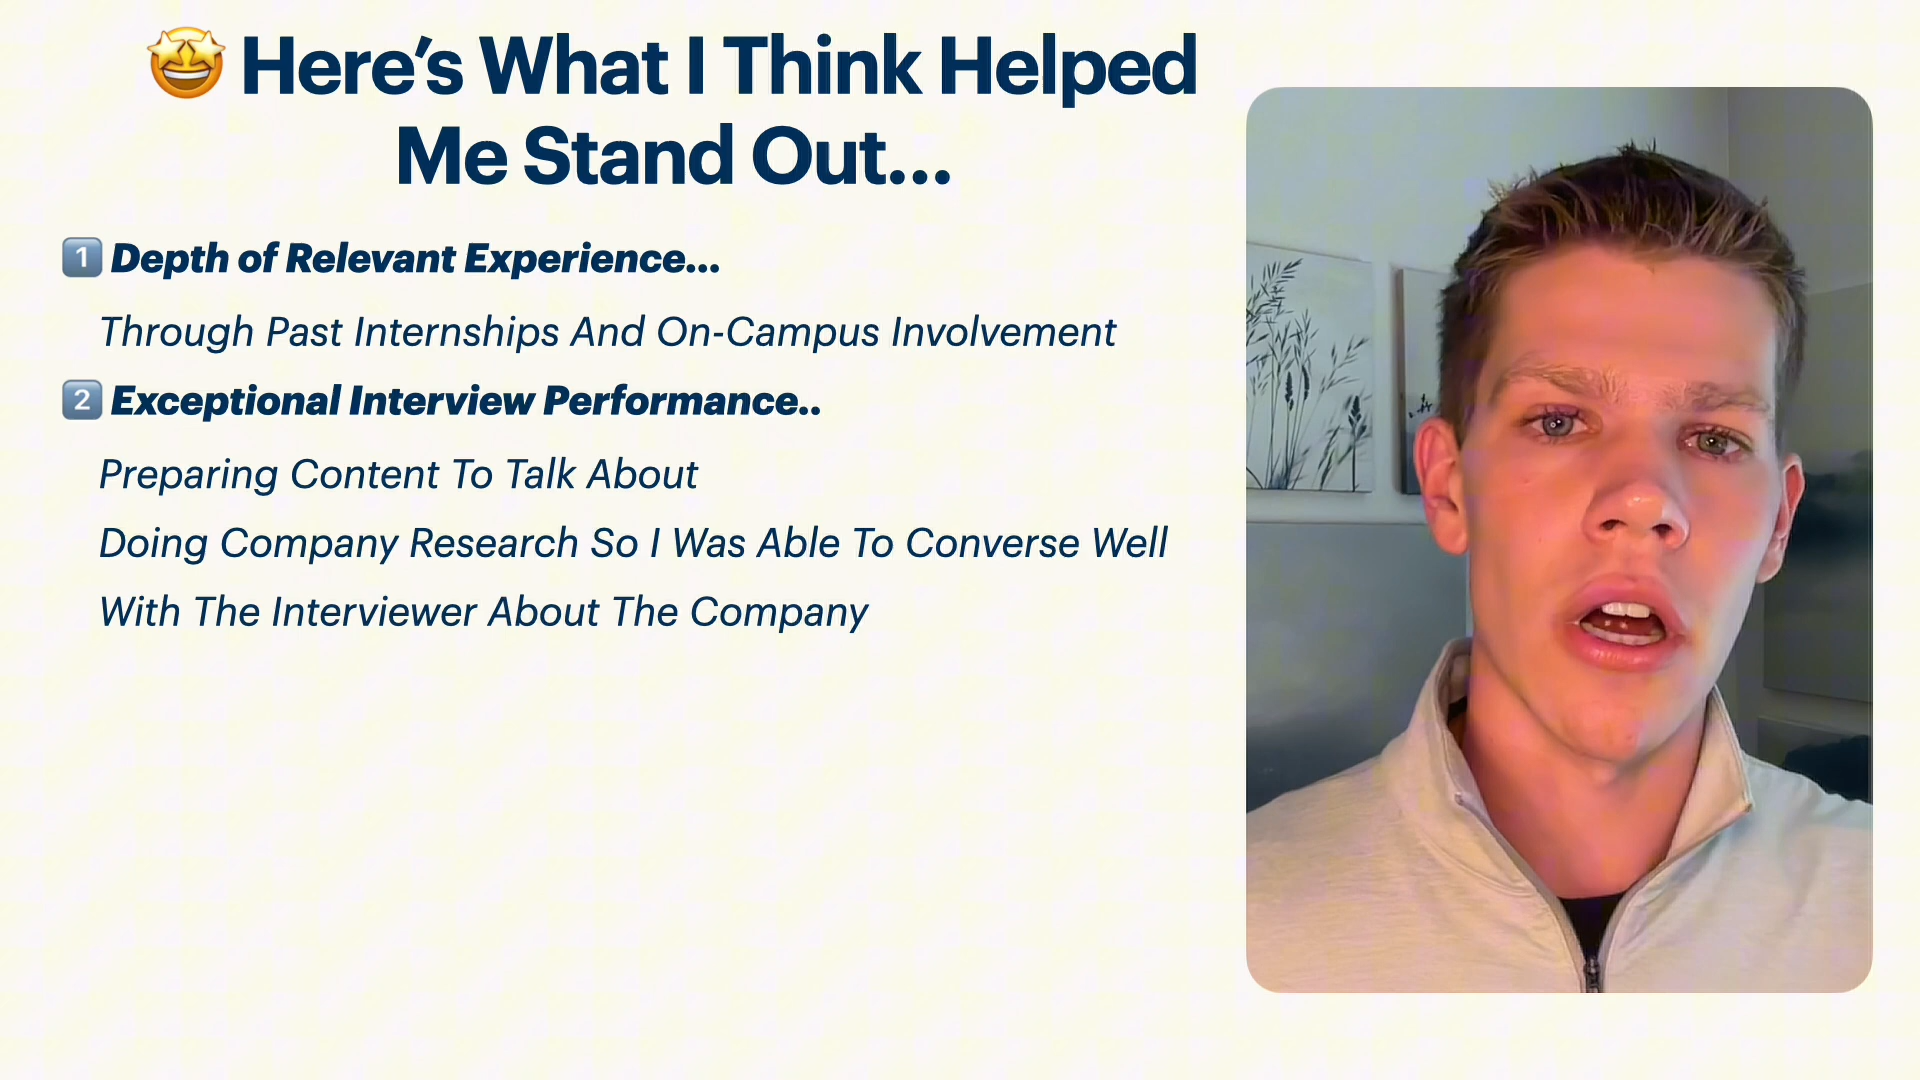 🤩 Here’s What I Think Helped
Me Stand Out...
1️⃣ Depth of Relevant Experience...
Through Past Internships And On-Campus Involvement
2️⃣ Exceptional Interview Performance..
Preparing Content To Talk About
Doing Company Research So I Was Able To Converse Well
With The Interviewer About The Company